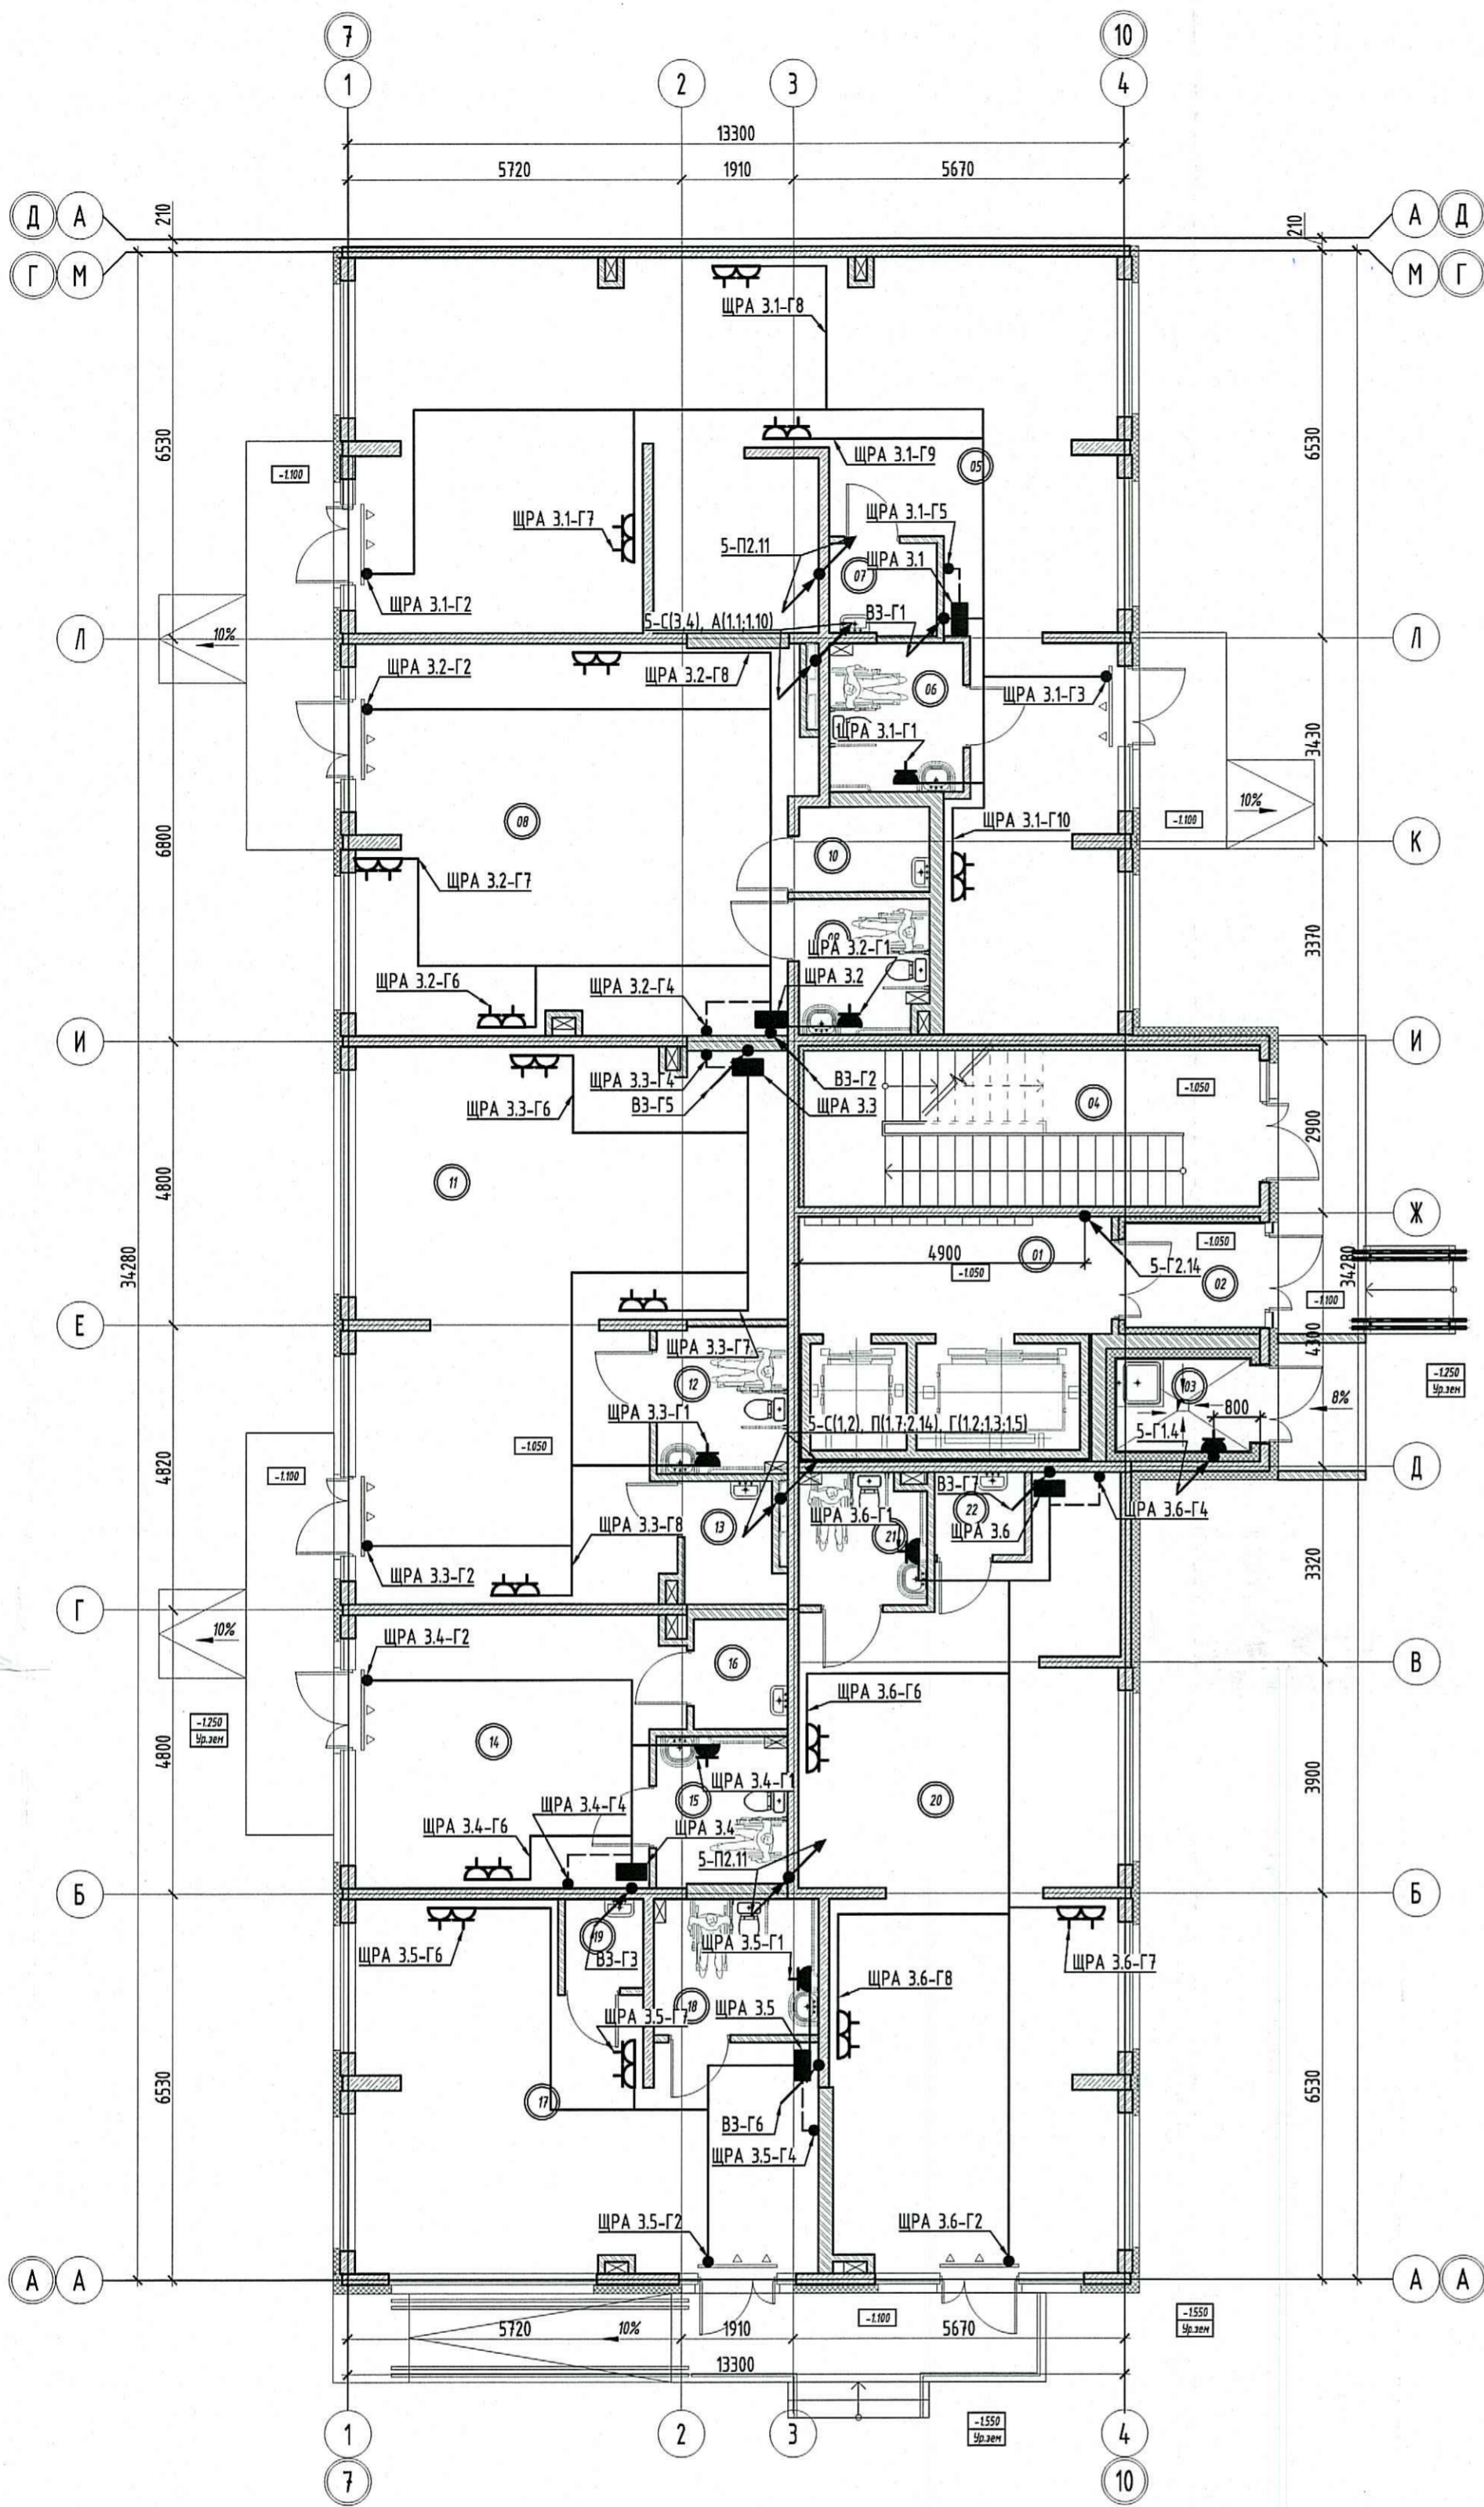 7 10
1 2 3 4
13300
5720 1910 5670
Д А 210 210 А Д
Г М М Г
ЩРА 3.1-Г8
6530 6530
ЩРА 3.1-Г9
05
-1.100
ЩРА 3.1-Г7
ЩРА 3.1-Г5
5-П2.11
ЩРА 3.1
07
ЩРА 3.1-Г2
5-С(3,4), А(1.1;1.10)
ВЗ-Г1
Л 10% Л
ЩРА 3.2-Г2
ЩРА 3.2-Г8
06
ЩРА 3.1-Г3
ЩРА 3.1-Г1
3430
10%
6800
08
ЩРА 3.1-Г10
-1.100
К
10
ЩРА 3.2-Г7
3370
09
ЩРА 3.2-Г1
ЩРА 3.2-Г6
ЩРА 3.2-Г4
ЩРА 3.2
И И
ЩРА 3.3-Г4
ВЗ-Г2
ЩРА 3.3-Г6
ВЗ-Г5
ЩРА 3.3
04
-1.050
2900
11
4800
Ж
34280
4900
01
-1.050
5-Г2.14
-1.050
02
34280
-1.100
Е
ЩРА 3.3-Г7
4300
12
03
-1.250
Ур.зем
8%
800
ЩРА 3.3-Г1
5-С(1,2), П(1.7;2.14), Г(1.2;1.3;1.5)
5-Г1.4
-1.050
-1.100
4820
Д
ВЗ-Г7
ЩРА 3.3-Г8
13
ЩРА 3.6-Г1
21
22
ЩРА 3.6
ЩРА 3.6-Г4
ЩРА 3.3-Г2
3320
Г
10%
ЩРА 3.4-Г2
16
В
ЩРА 3.6-Г6
-1.250
Ур.зем
14
4800
3900
ЩРА 3.4-Г1
15
20
ЩРА 3.4-Г4
ЩРА 3.4-Г6
ЩРА 3.4
5-П2.11
Б Б
19
ЩРА 3.5-Г6
ВЗ-Г3
ЩРА 3.5-Г1
ЩРА 3.6-Г7
ЩРА 3.6-Г8
ЩРА 3.5-Г7
18
ЩРА 3.5
6530 6530
17
ВЗ-Г6
ЩРА 3.5-Г4
ЩРА 3.5-Г2
ЩРА 3.6-Г2
А А А А
5720 10% 1910 -1.100 5670
-1.550
Ур.зем
13300
-1.550
Ур.зем
1 2 3 4
7 10